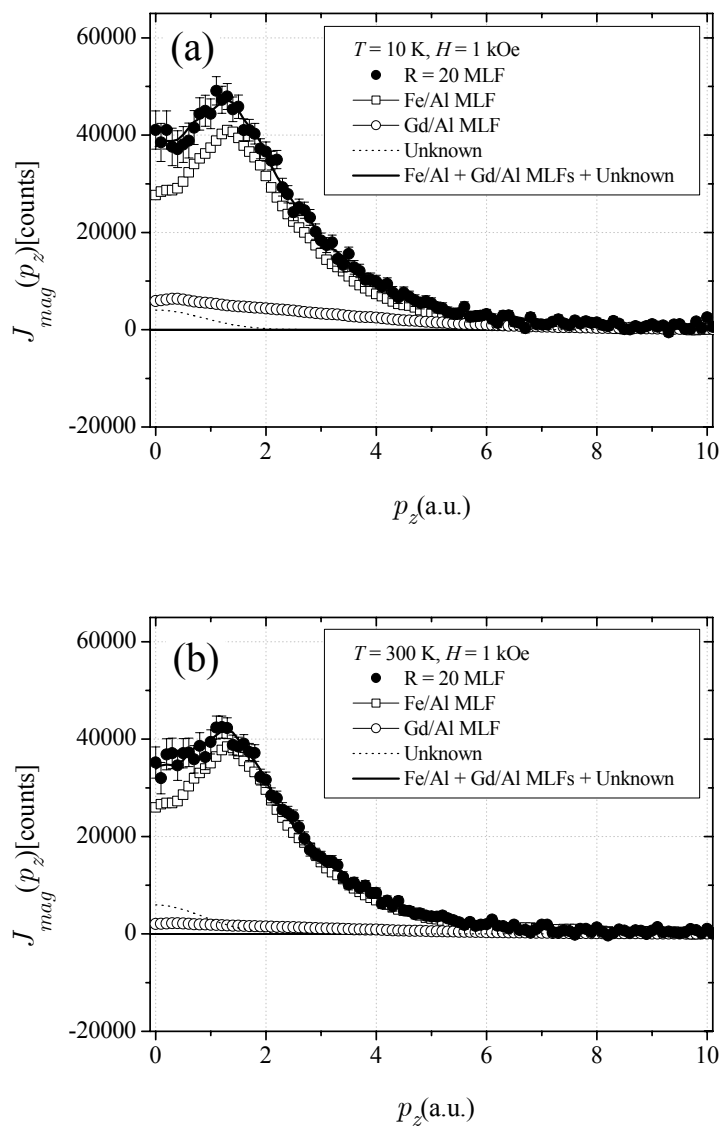 (a)
T = 10 K, H = 1 kOe
R = 20 MLF
Fe/Al MLF
Gd/Al MLF
Unknown
Fe/Al + Gd/Al MLFs + Unknown
60000
40000
20000
0
-20000
J_mag(p_z)[counts]
0 2 4 6 8 10
p_z(a.u.)
(b)
T = 300 K, H = 1 kOe
R = 20 MLF
Fe/Al MLF
Gd/Al MLF
Unknown
Fe/Al + Gd/Al MLFs + Unknown
60000
40000
20000
0
-20000
J_mag(p_z)[counts]
0 2 4 6 8 10
p_z(a.u.)